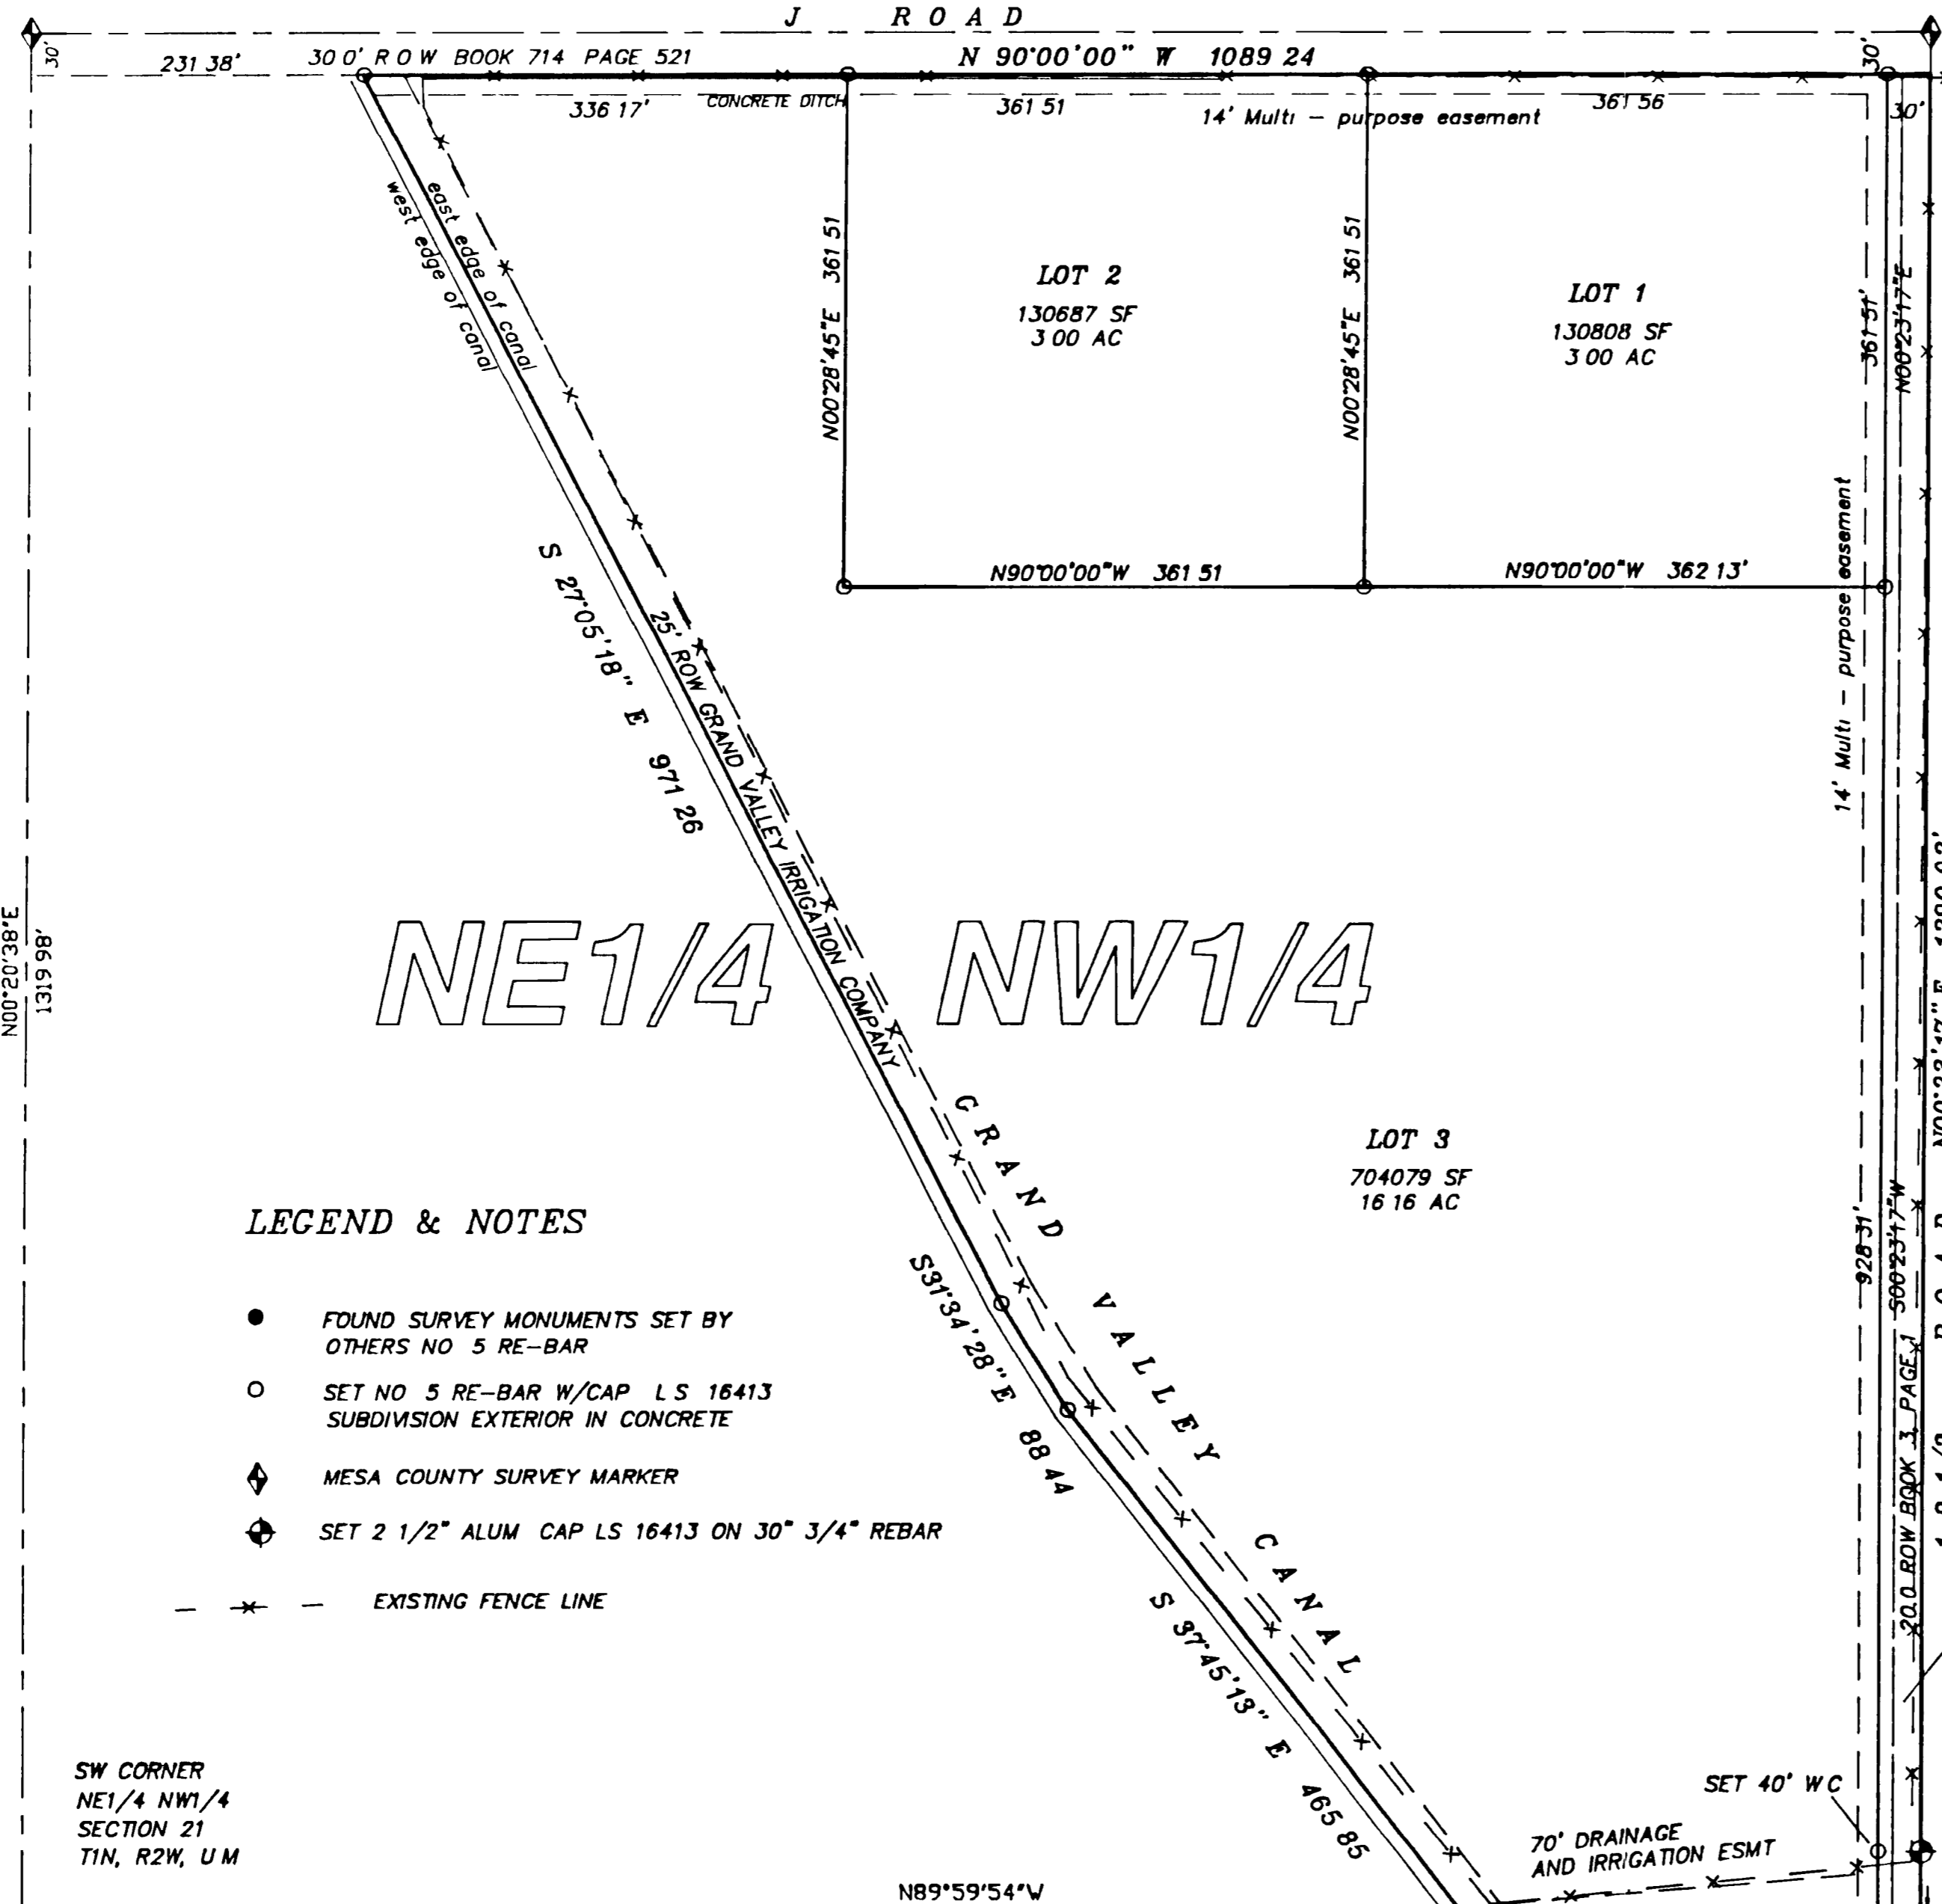 J ROAD
30'
231 38'
30 0' R O W BOOK 714 PAGE 521
N 90°00'00" W 1089 24
30'
336 17'
CONCRETE DITCH
361 51
14' Multi – purpose easement
361 56
30'
west edge of canal
east edge of canal
N00°28'45"E 361 51
LOT 2
130687 SF
3 00 AC
N00°28'45"E 361 51
LOT 1
130808 SF
3 00 AC
361 51'
N00°23'17"E
N90°00'00"W 361 51
N90°00'00"W 362 13'
14' Multi – purpose easement
S 27°05'18" E 971 26
25' ROW GRAND VALLEY IRRIGATION COMPANY
NE1/4 NW1/4
N00°20'38"E
1319 98'
GRAND VALLEY CANAL
LOT 3
704079 SF
16 16 AC
928 31'
S00°23'17"W
20.0 ROW BOOK 3, PAGE 1
LEGEND & NOTES
FOUND SURVEY MONUMENTS SET BY
OTHERS NO 5 RE-BAR
SET NO 5 RE-BAR W/CAP L S 16413
SUBDIVISION EXTERIOR IN CONCRETE
MESA COUNTY SURVEY MARKER
SET 2 1/2" ALUM CAP LS 16413 ON 30" 3/4" REBAR
EXISTING FENCE LINE
S31°34'28"E 88 44
S 37°45'13" E 465 85
SW CORNER
NE1/4 NW1/4
SECTION 21
T1N, R2W, U M
SET 40' WC
70' DRAINAGE
AND IRRIGATION ESMT
N89°59'54"W